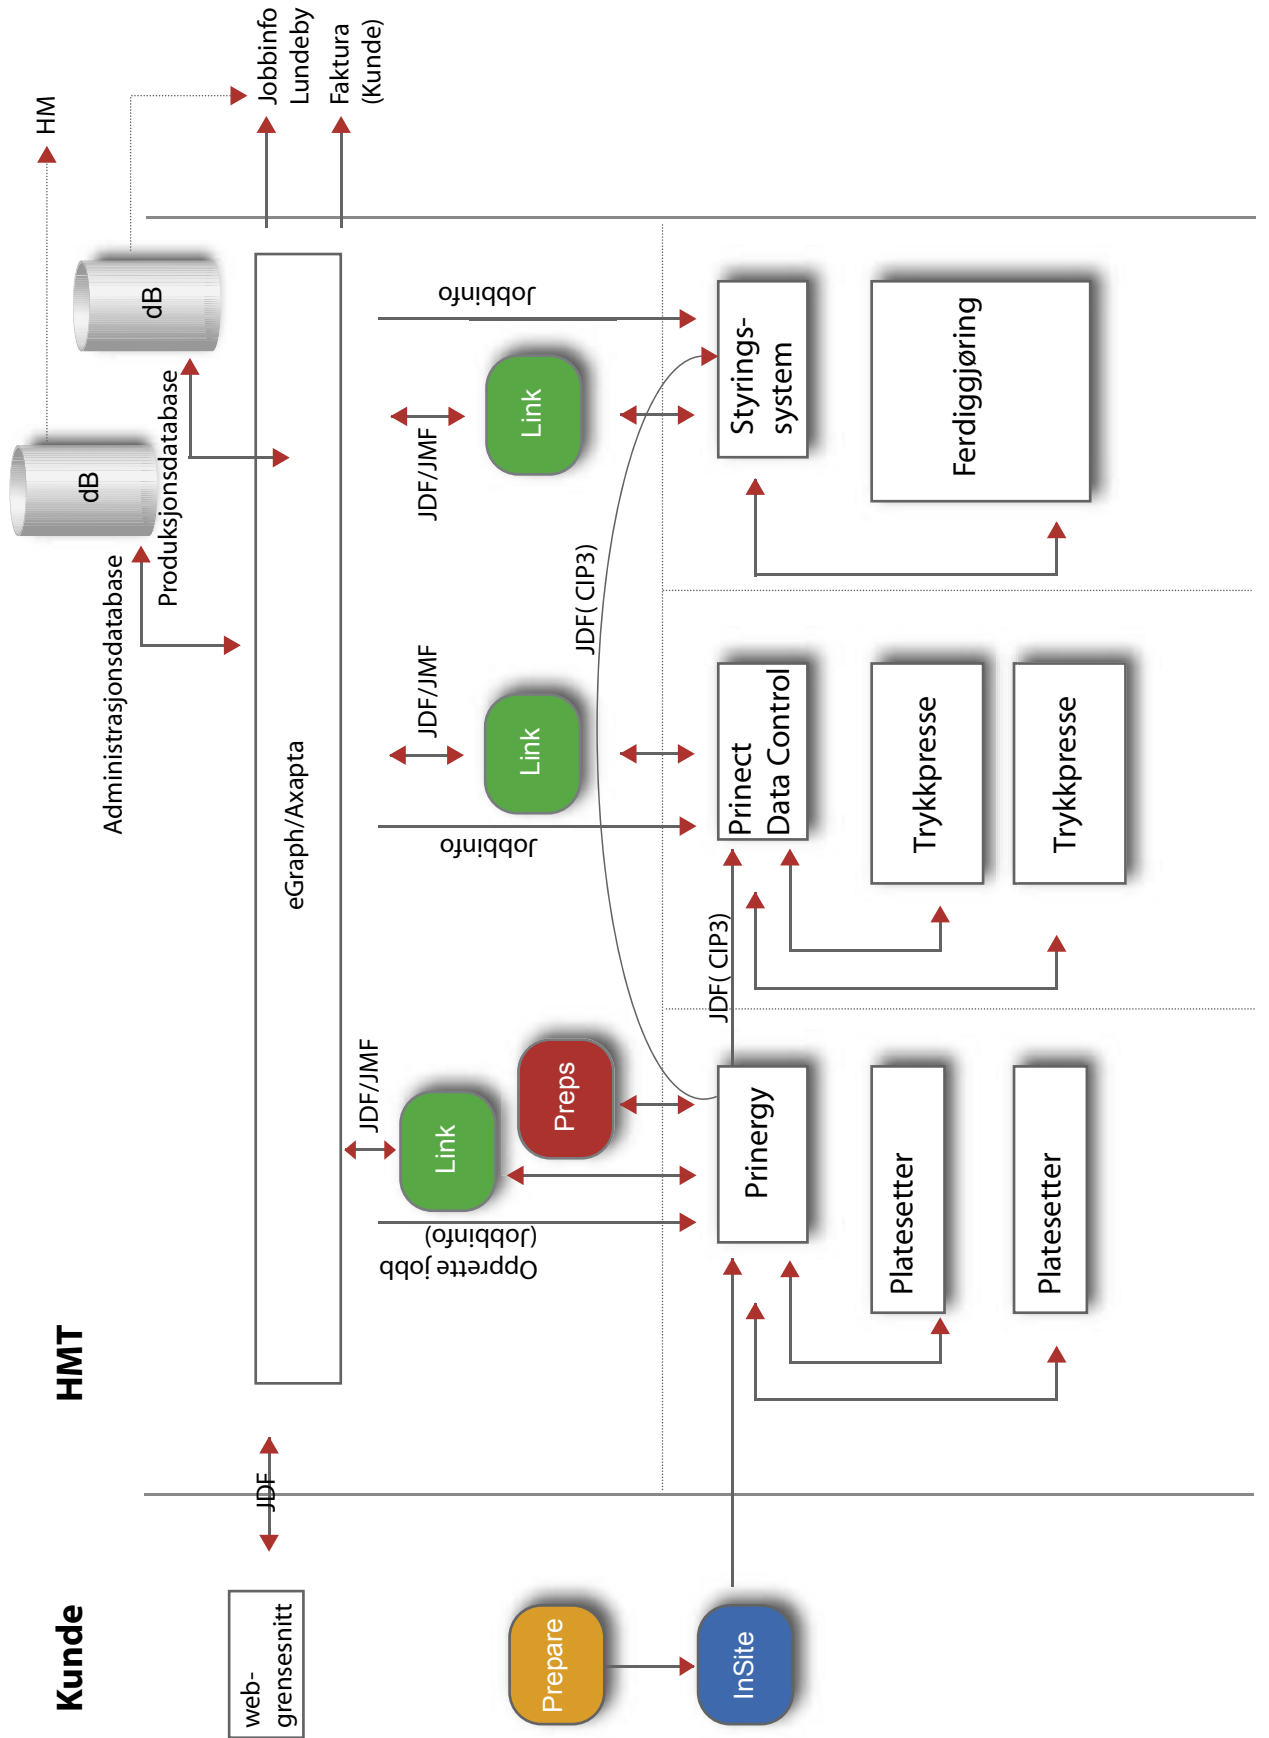 Kunde
HMT
HM
dB
dB
Administrasjonsdatabase
Produksjonsdatabase
Jobbinfo
Lundeby
Faktura
(Kunde)
web-
grensesnitt
JDF
eGraph/Axapta
JDF/JMF
JDF/JMF
JDF/JMF
Opprette jobb
(Jobbinfo)
Link
Preps
Jobbinfo
Link
Link
Jobbinfo
JDF( CIP3)
Prepare
InSite
Prinergy
JDF( CIP3)
Prinect
Data Control
Styrings-
system
Platesetter
Trykkpresse
Ferdiggjøring
Platesetter
Trykkpresse